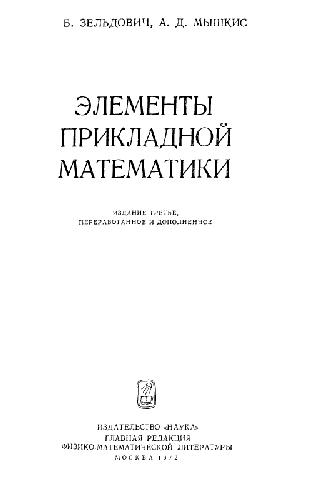 Б. ЗЕЛЬДОВИЧ, А. Д. МЫШКИС
ЭЛЕМЕНТЫ
ПРИКЛАДНОЙ
МАТЕМАТИКИ
ИЗДАНИЕ ТРЕТЬЕ,
ПЕРЕРАБОТАННОЕ И ДОПОЛНЕННОЕ
ИЗДАТЕЛЬСТВО «НАУКА»
ГЛАВНАЯ РЕДАКЦИЯ
ФИЗИКО-МАТЕМАТИЧЕСКОЙ ЛИТЕРАТУРЫ
МОСКВА 1972